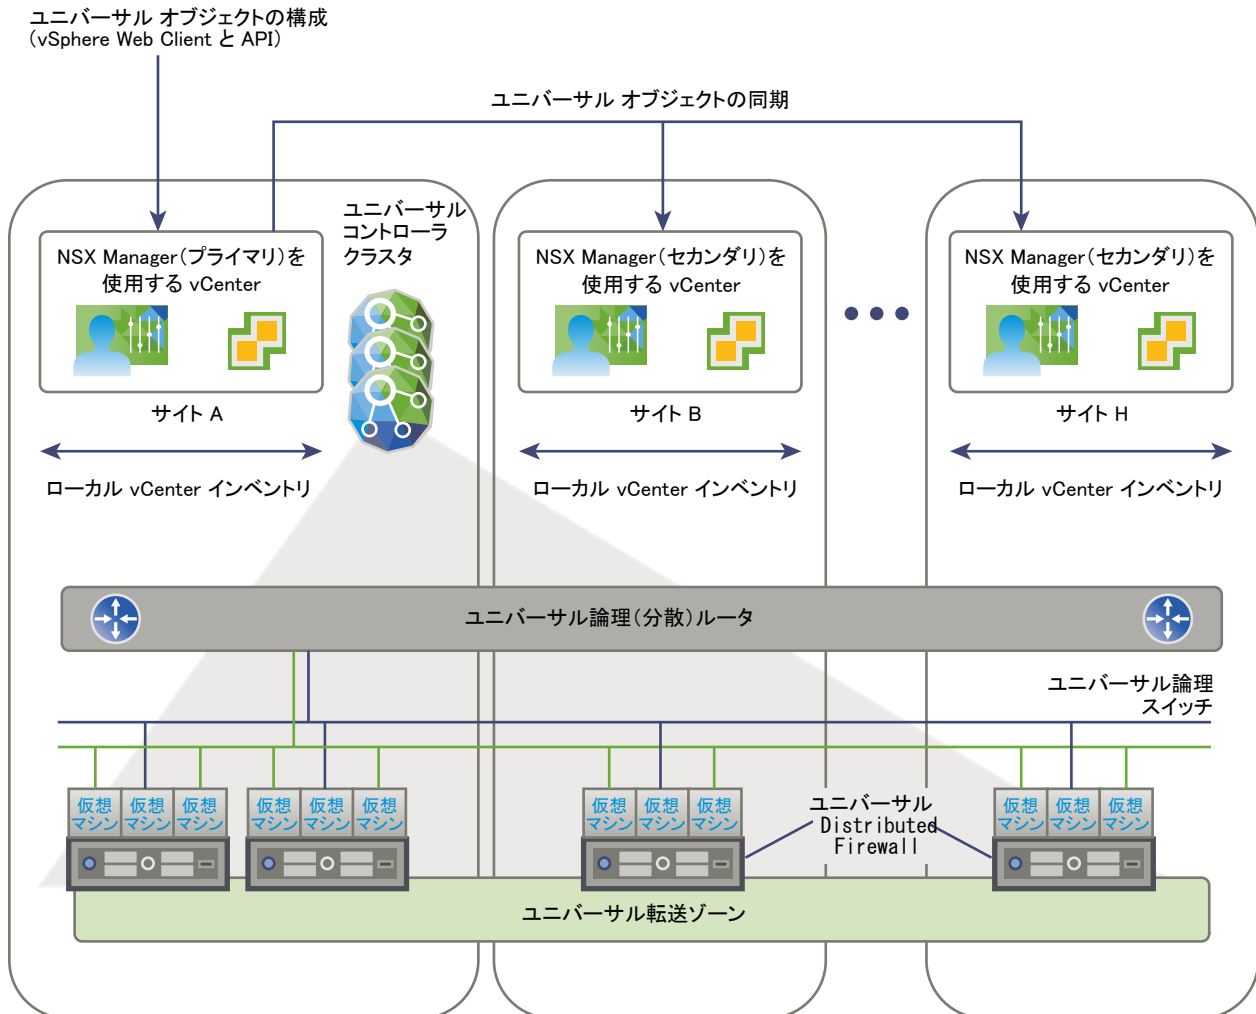 ユニバーサル オブジェクトの構成
(vSphere Web Client と API)
ユニバーサル オブジェクトの同期
ユニバーサル
コントローラ
クラスタ
NSX Manager(プライマリ)を
使用する vCenter
NSX Manager(セカンダリ)を
使用する vCenter
NSX Manager(セカンダリ)を
使用する vCenter
サイト A
サイト B
サイト H
ローカル vCenter インベントリ
ローカル vCenter インベントリ
ローカル vCenter インベントリ
ユニバーサル論理(分散)ルータ
ユニバーサル論理
スイッチ
仮想
マシン
仮想
マシン
仮想
マシン
仮想
マシン
仮想
マシン
仮想
マシン
仮想
マシン
仮想
マシン
仮想
マシン
ユニバーサル
Distributed
Firewall
仮想
マシン
仮想
マシン
仮想
マシン
ユニバーサル転送ゾーン